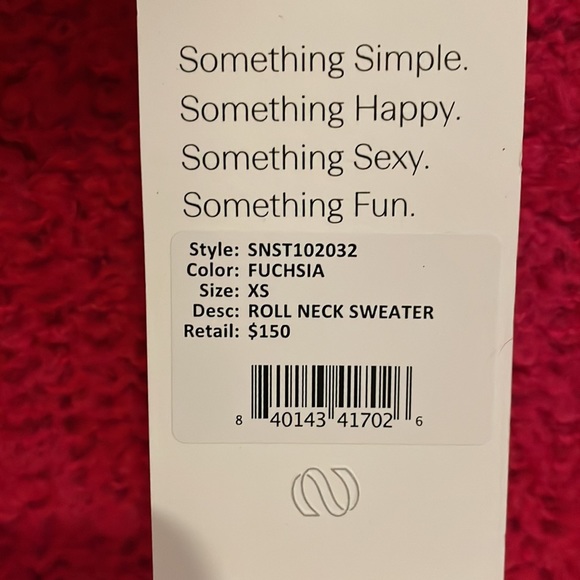 Something Simple.
Something Happy.
Something Sexy.
Something Fun.
Style: SNST102032
Color: FUCHSIA
Size: XS
Desc: ROLL NECK SWEATER
Retail: $150
8 40143 41702 6